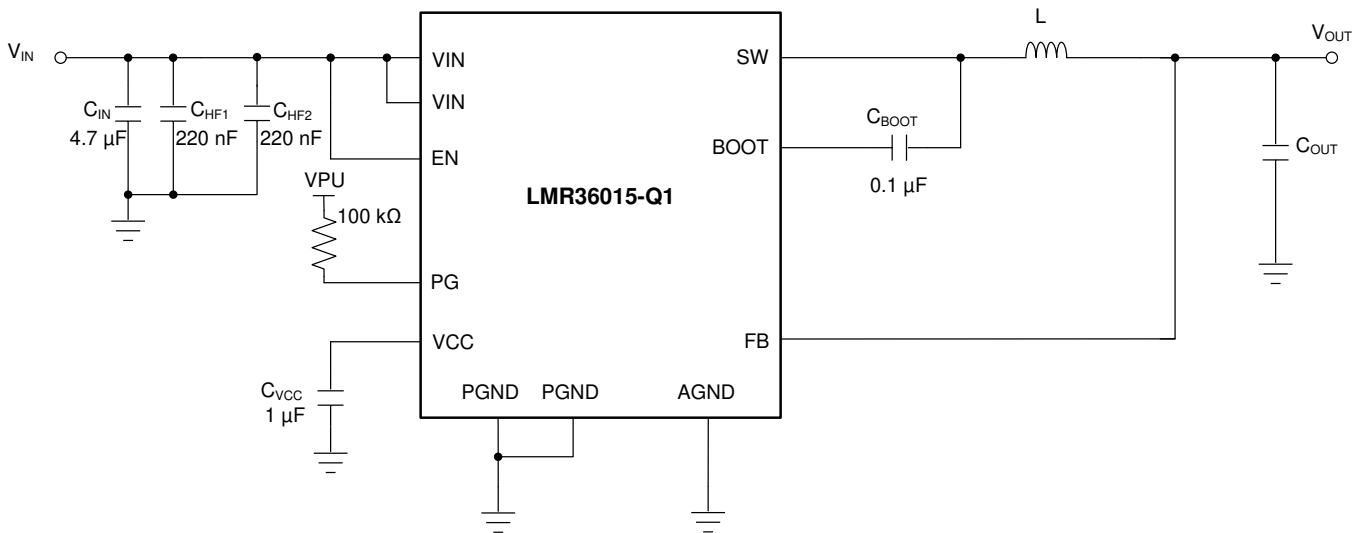 L
V_IN
V_OUT
VIN
SW
VIN
C_IN
4.7 µF
C_HF1
220 nF
C_HF2
220 nF
C_BOOT
0.1 µF
BOOT
C_OUT
EN
VPU
100 kΩ
LMR36015-Q1
PG
VCC
FB
C_VCC
1 µF
PGND
PGND
AGND